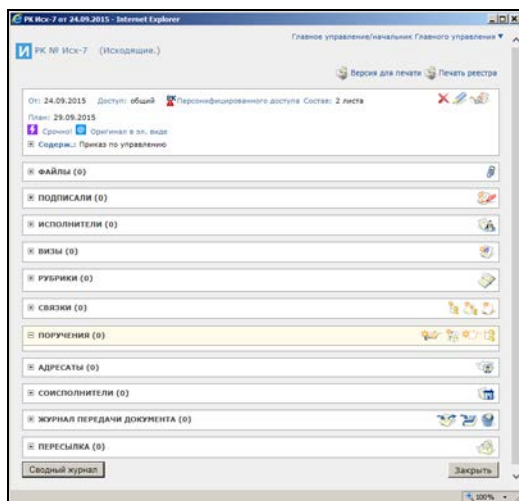 РК Исх-7 от 24.09.2015 - Internet Explorer
Главное управление/начальник Главного управления
РК № Исх-7 (Исходящие.)
Версия для печати Печать реестра
От: 24.09.2015 Доступ: общий Персонифицированного доступа Состав: 2 листа
План: 29.09.2015
Срочно! Оригинал в эл. виде
Содерж.: Приказ по управлению
ФАЙЛЫ (0)
ПОДПИСАЛИ (0)
ИСПОЛНИТЕЛИ (0)
ВИЗЫ (0)
РУБРИКИ (0)
СВЯЗКИ (0)
ПОРУЧЕНИЯ (0)
АДРЕСАТЫ (0)
СОИСПОЛНИТЕЛИ (0)
ЖУРНАЛ ПЕРЕДАЧИ ДОКУМЕНТА (0)
ПЕРЕСЫЛКА (0)
Сводный журнал Закрыть
100%